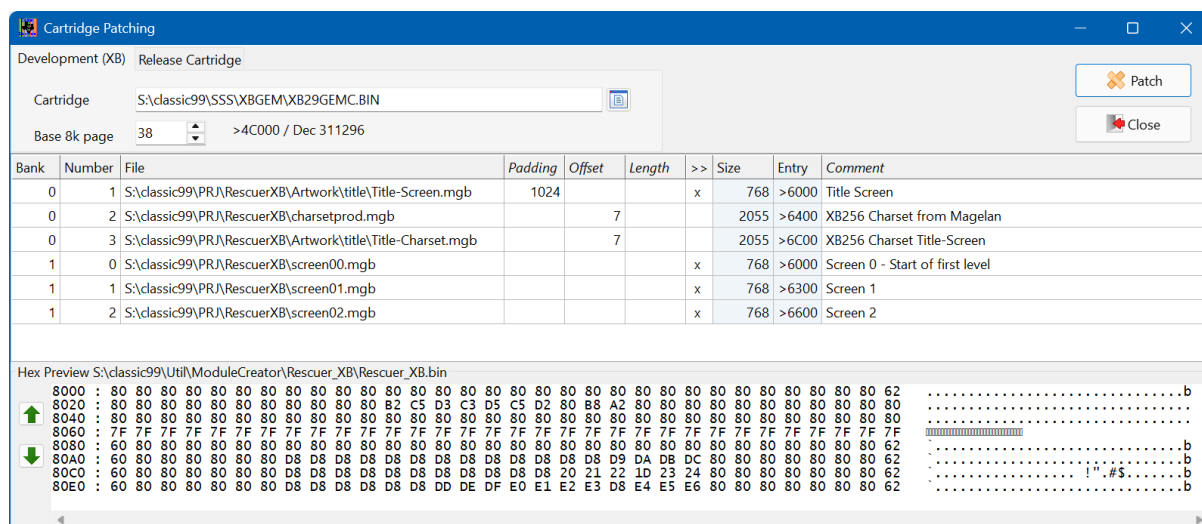 Cartridge Patching
Development (XB) Release Cartridge
Patch
Cartridge S:\classic99\SSS\XBGEM\XB29GEMC.BIN
Close
Base 8k page 38 >4C000 / Dec 311296
Bank Number File Padding Offset Length >> Size Entry Comment
0 1 S:\classic99\PRJ\RescuerXB\Artwork\title\Title-Screen.mgb 1024 x 768 >6000 Title Screen
0 2 S:\classic99\PRJ\RescuerXB\charsetprod.mgb 7 2055 >6400 XB256 Charset from Magelan
0 3 S:\classic99\PRJ\RescuerXB\Artwork\title\Title-Charset.mgb 7 2055 >6C00 XB256 Charset Title-Screen
1 0 S:\classic99\PRJ\RescuerXB\screen00.mgb x 768 >6000 Screen 0 - Start of first level
1 1 S:\classic99\PRJ\RescuerXB\screen01.mgb x 768 >6300 Screen 1
1 2 S:\classic99\PRJ\RescuerXB\screen02.mgb x 768 >6600 Screen 2
Hex Preview S:\classic99\Util\ModuleCreator\Rescuer_XB\Rescuer_XB.bin
8000 : 80 80 80 80 80 80 80 80 80 80 80 80 80 80 80 80 80 80 80 80 80 80 80 80 80 80 80 80 80 80 80 62 ...............................b
8020 : 80 80 80 80 80 80 80 80 80 80 80 B2 C5 D3 C3 D5 C5 D2 80 B8 A2 80 80 80 80 80 80 80 80 80 80 80 ................................
8040 : 80 80 80 80 80 80 80 80 80 80 80 80 80 80 80 80 80 80 80 80 80 80 80 80 80 80 80 80 80 80 80 80 ................................
8060 : 7F 7F 7F 7F 7F 7F 7F 7F 7F 7F 7F 7F 7F 7F 7F 7F 7F 7F 7F 7F 7F 7F 7F 7F 7F 7F 7F 7F 7F 7F 7F 7F
8080 : 60 80 80 80 80 80 80 80 80 80 80 80 80 80 80 80 80 80 80 80 80 80 80 80 80 80 80 80 80 80 80 62 `..............................b
80A0 : 60 80 80 80 80 80 80 D8 D8 D8 D8 D8 D8 D8 D8 D8 D8 D8 D8 D8 D9 DA DB DC 80 80 80 80 80 80 80 62 `..............................b
80C0 : 60 80 80 80 80 80 80 D8 D8 D8 D8 D8 D8 D8 D8 D8 D8 D8 20 21 22 1D 23 24 80 80 80 80 80 80 80 62 `................. !".#$.......b
80E0 : 60 80 80 80 80 80 80 D8 D8 D8 D8 D8 D8 DD DE DF E0 E1 E2 E3 D8 E4 E5 E6 80 80 80 80 80 80 80 62 `..............................b